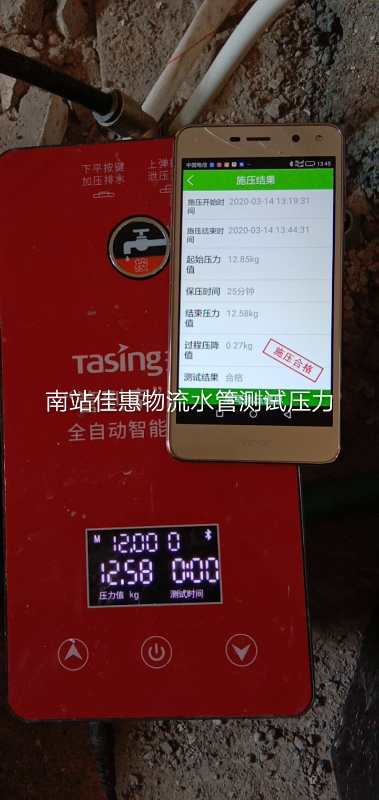 下平按键
加压排水
上弹
泄压
按
中国电信
13:45
施压结果
施压开始时间 2020-03-14 13:19:31
施压结束时间 2020-03-14 13:44:31
起始压力值 12.85kg
保压时间 25分钟
结束压力值 12.58kg
过程压降值 0.27kg
施压合格
测试结果 合格
Tasing
南站佳惠物流水管测试压力
全自动智能
M 12.00 0
12.58 0:00
压力值 kg 测试时间